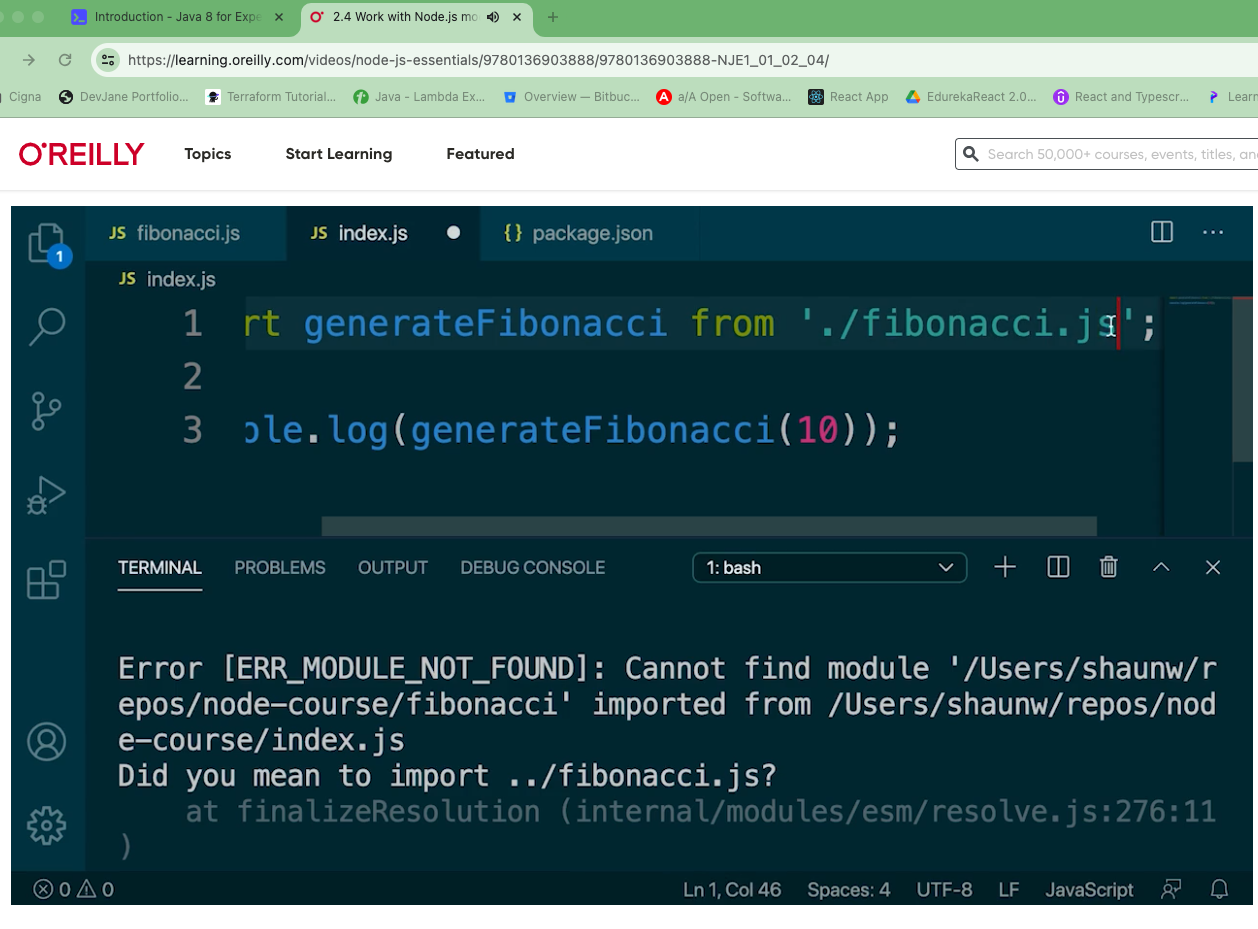 Introduction - Java 8 for Expe
2.4 Work with Node.js mo
https://learning.oreilly.com/videos/node-js-essentials/9780136903888/9780136903888-NJE1_01_02_04/
Cigna DevJane Portfolio... Terraform Tutorial... Java - Lambda Ex... Overview — Bitbuc... a/A Open - Softwa... React App EdurekaReact 2.0... React and Typescr... Learn
O'REILLY Topics Start Learning Featured Search 50,000+ courses, events, titles, an
JS fibonacci.js JS index.js {} package.json
1
JS index.js
1 rt generateFibonacci from './fibonacci.js';
2
3 ole.log(generateFibonacci(10));
TERMINAL PROBLEMS OUTPUT DEBUG CONSOLE 1: bash
Error [ERR_MODULE_NOT_FOUND]: Cannot find module '/Users/shaunw/r
epos/node-course/fibonacci' imported from /Users/shaunw/repos/nod
e-course/index.js
Did you mean to import ../fibonacci.js?
at finalizeResolution (internal/modules/esm/resolve.js:276:11
)
0 0 Ln 1, Col 46 Spaces: 4 UTF-8 LF JavaScript